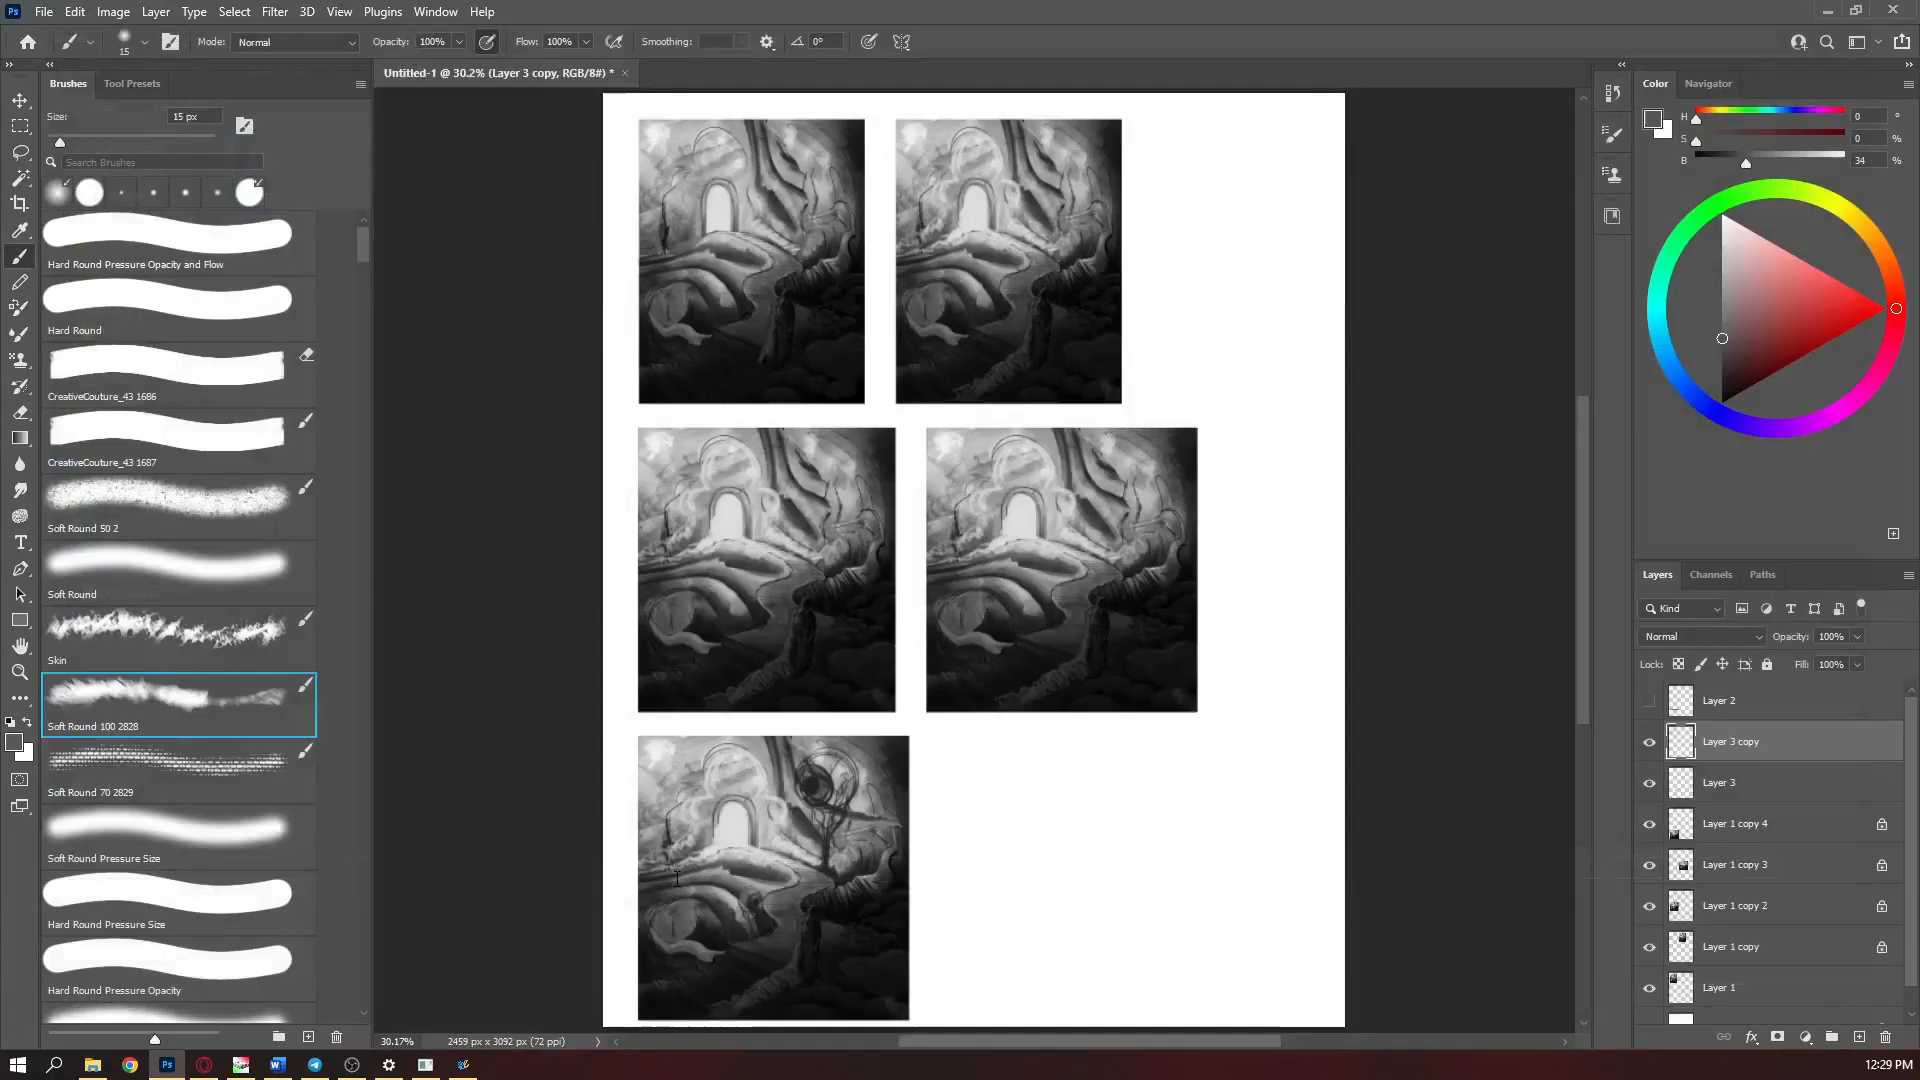 Ps File Edit Image Layer Type Select Filter 3D View Plugins Window Help
15 Mode: Normal Opacity: 100% Flow: 100% Smoothing: 0°
Brushes Tool Presets
Untitled-1 @ 30.2% (Layer 3 copy, RGB/8#) * ×
Color Navigator
Size: 15 px
H 0 °
S 0 %
B 34 %
Search Brushes
Hard Round Pressure Opacity and Flow
Hard Round
CreativeCouture_43 1686
CreativeCouture_43 1687
Soft Round 50 2
Soft Round
Skin
Soft Round 100 2828
Soft Round 70 2829
Soft Round Pressure Size
Hard Round Pressure Size
Hard Round Pressure Opacity
Layers Channels Paths
Kind
Normal Opacity: 100%
Lock: Fill: 100%
Layer 2
Layer 3 copy
Layer 3
Layer 1 copy 4
Layer 1 copy 3
Layer 1 copy 2
Layer 1 copy
Layer 1
fx
30.17% 2459 px x 3092 px (72 ppi)
Ps
12:29 PM